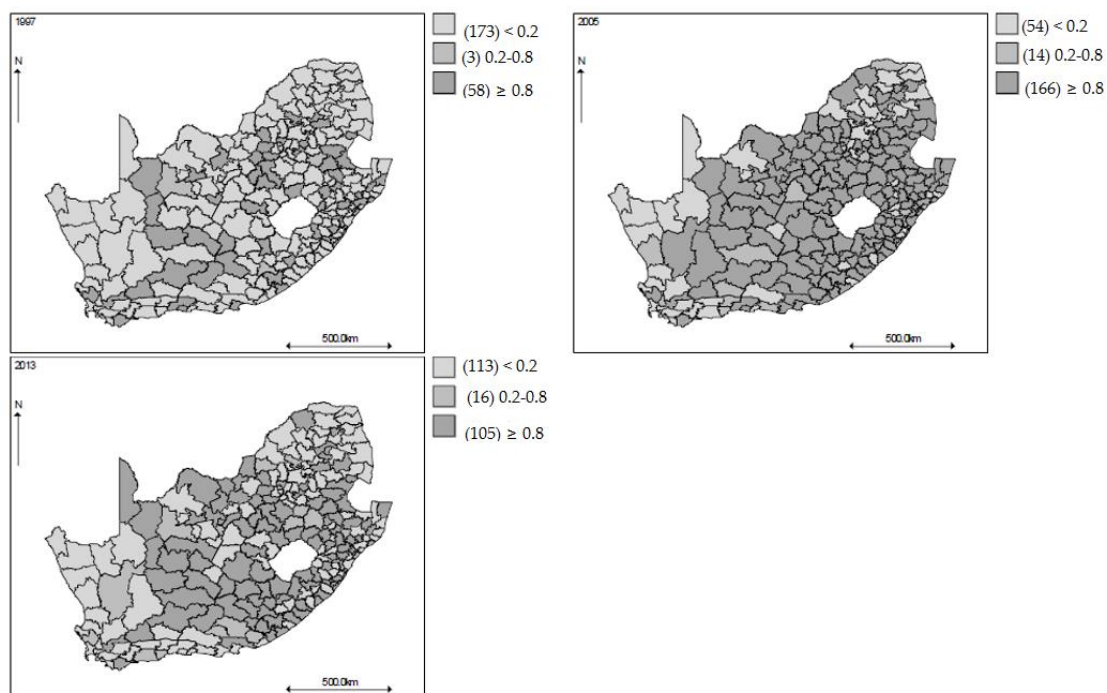 1997
(173) < 0.2
(3) 0.2-0.8
(58) ≥ 0.8
N
500.0km
2005
(54) < 0.2
(14) 0.2-0.8
(166) ≥ 0.8
N
500.0km
2013
(113) < 0.2
(16) 0.2-0.8
(105) ≥ 0.8
N
500.0km